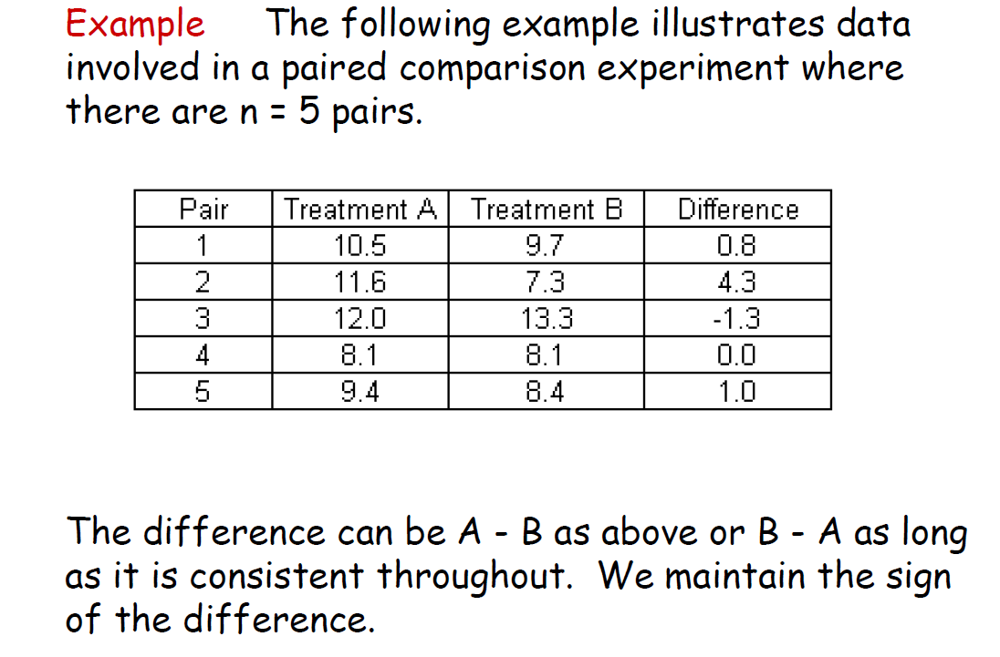 Example The following example illustrates data
involved in a paired comparison experiment where
there are n = 5 pairs.
Pair Treatment A Treatment B Difference
1 10.5 9.7 0.8
2 11.6 7.3 4.3
3 12.0 13.3 -1.3
4 8.1 8.1 0.0
5 9.4 8.4 1.0
The difference can be A - B as above or B - A as long
as it is consistent throughout. We maintain the sign
of the difference.